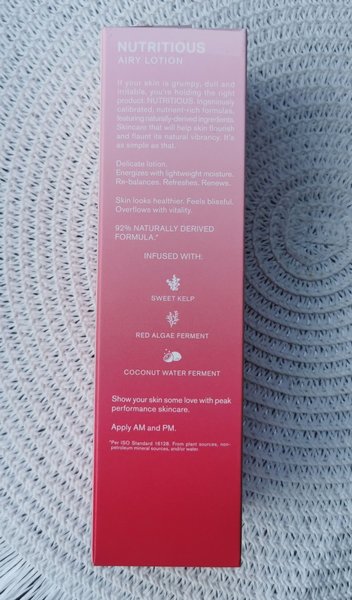 NUTRITIOUS
AIRY LOTION
If your skin is grumpy, dull and
irritable, you're holding the right
product. NUTRITIOUS. Ingeniously
calibrated; nutrient-rich formulas,
featuring naturally-derived ingredients.
Skincare that will help skin flourish
and flaunt its natural vibrancy. It's
as simple as that.
Delicate lotion.
Energizes with lightweight moisture.
Re-balances. Refreshes. Renews.
Skin looks healthier. Feels blissful.
Overflows with vitality.
92% NATURALLY DERIVED
FORMULA.*
INFUSED WITH:
SWEET KELP
RED ALGAE FERMENT
COCONUT WATER FERMENT
Show your skin some love with peak
performance skincare.
Apply AM and PM.
*Per ISO Standard 16128. From plant sources, non-
petroleum mineral sources, and/or water.